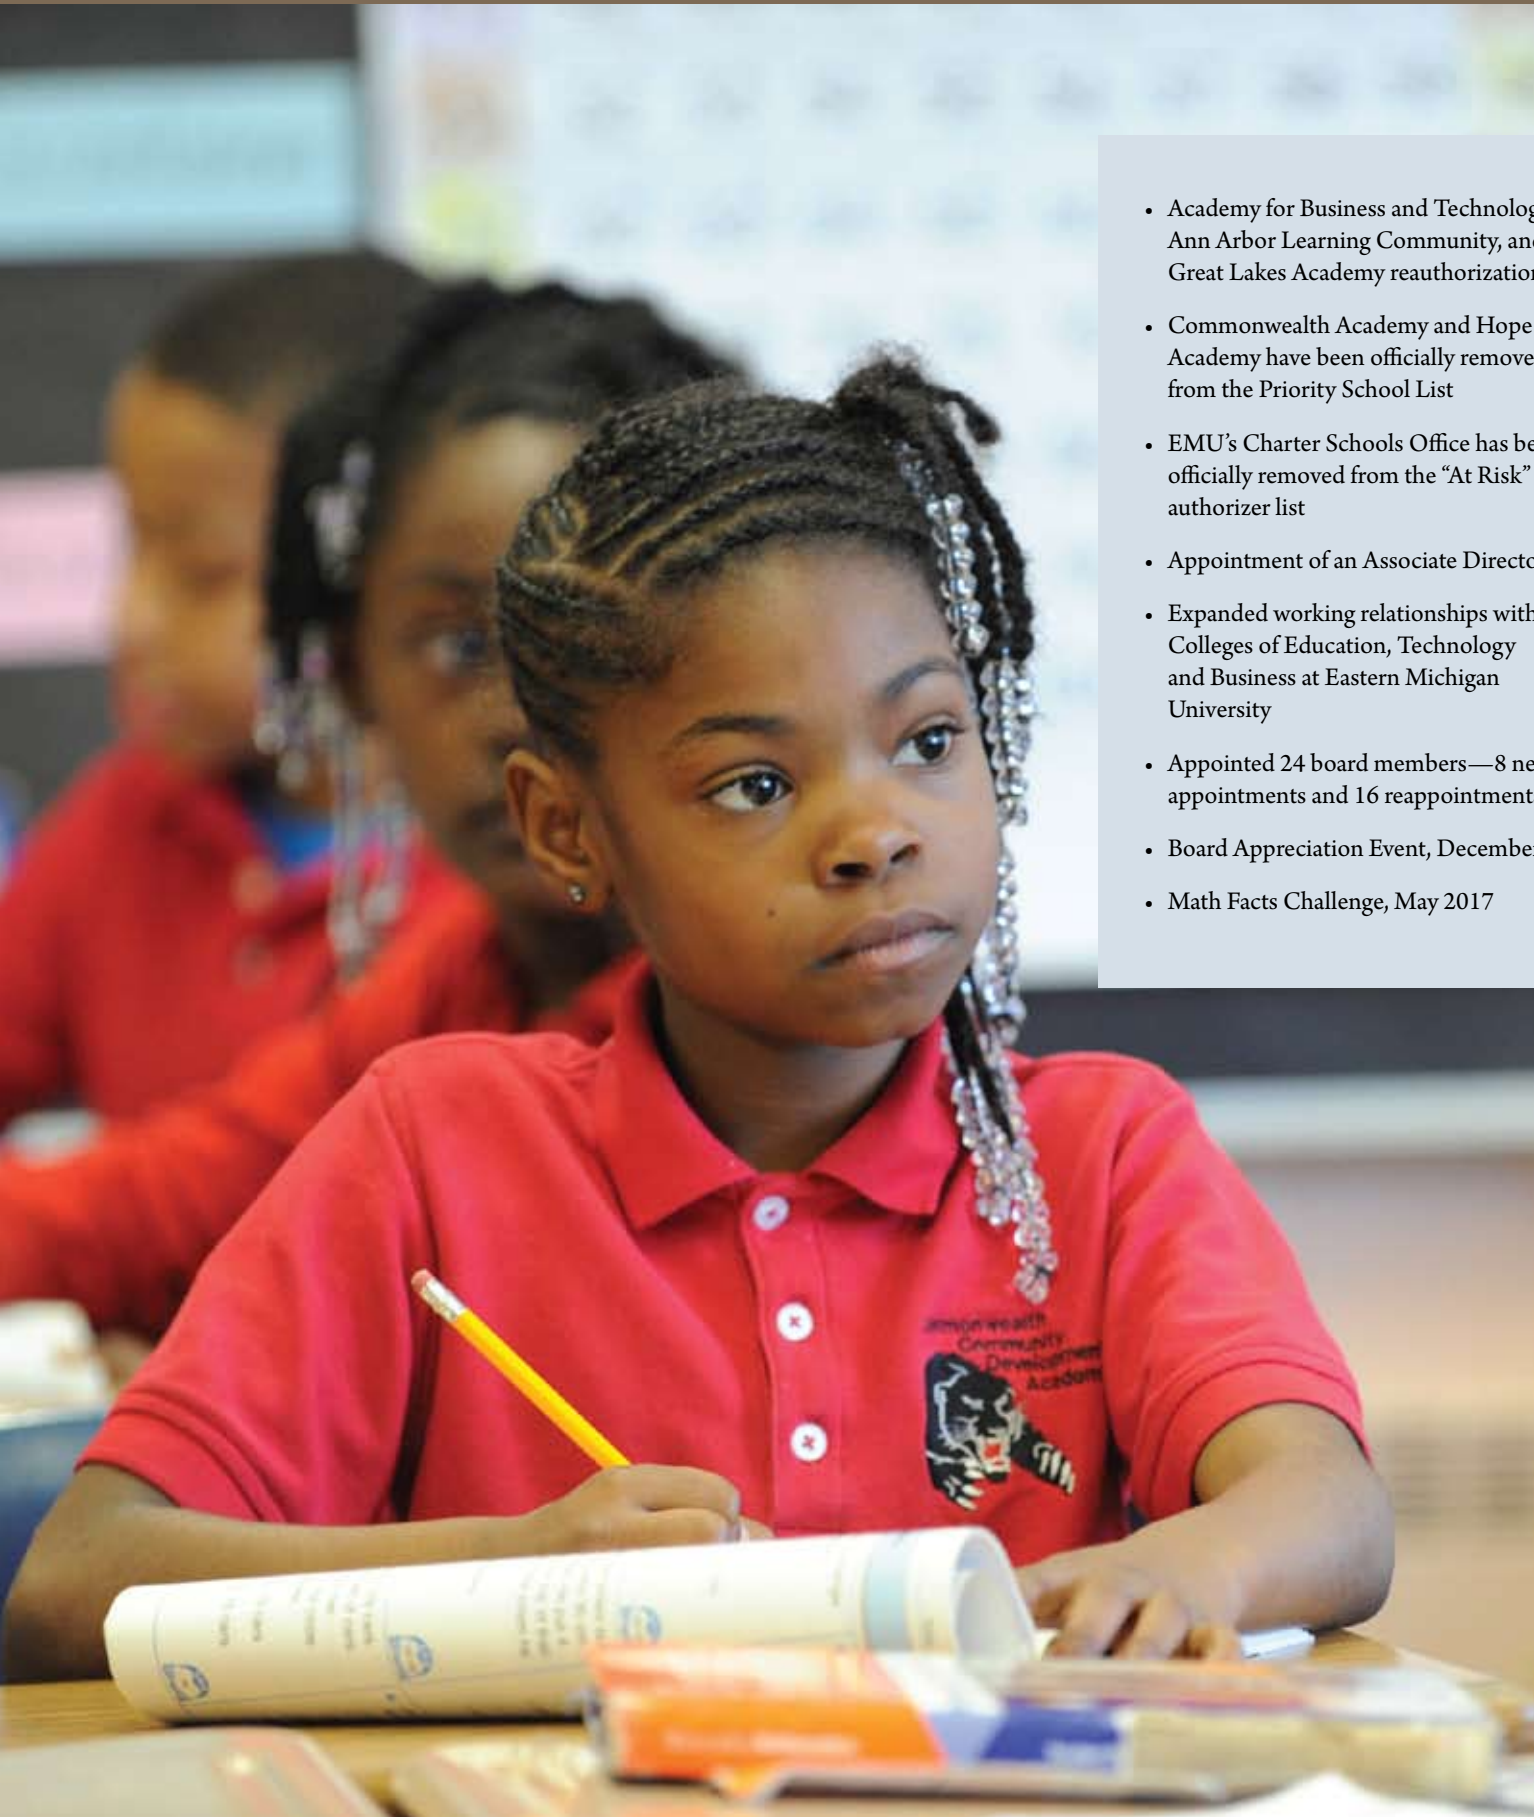 • Academy for Business and Technolog
Ann Arbor Learning Community, an
Great Lakes Academy reauthorization
• Commonwealth Academy and Hope
Academy have been officially remove
from the Priority School List
• EMU’s Charter Schools Office has be
officially removed from the “At Risk”
authorizer list
• Appointment of an Associate Directo
• Expanded working relationships with
Colleges of Education, Technology
and Business at Eastern Michigan
University
• Appointed 24 board members—8 ne
appointments and 16 reappointment
• Board Appreciation Event, December
• Math Facts Challenge, May 2017
Community
Development
Academ